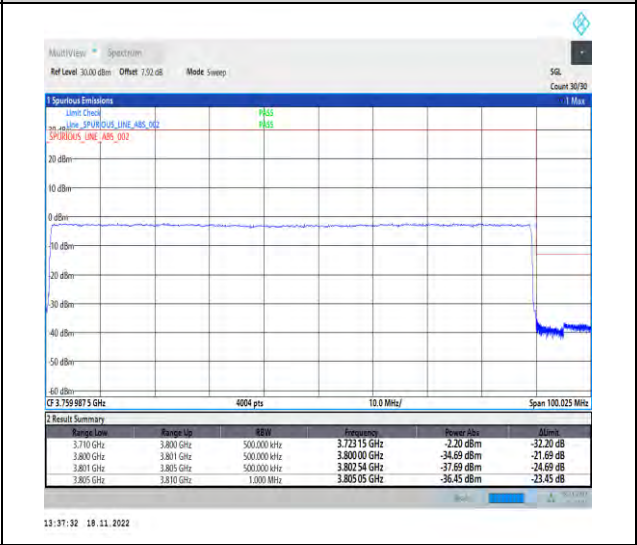 MultiView Spectrum
Ref Level 30.00 dBm Offset 7.92 dB Mode Sweep SGL
Count 30/30
1 Spurious Emissions 1 Max
Limit Check PASS
Line _SPURIOUS_LINE_ABS_002 PASS
_SPURIOUS_LINE_ABS_002
20 dBm
10 dBm
0 dBm
-10 dBm
-20 dBm
-30 dBm
-40 dBm
-50 dBm
-60 dBm
CF 3.759 987 5 GHz 4004 pts 10.0 MHz/ Span 100.025 MHz
2 Result Summary
Range Low Range Up RBW Frequency Power Abs ΔLimit
3.710 GHz 3.800 GHz 500.000 kHz 3.723 15 GHz -2.20 dBm -32.20 dB
3.800 GHz 3.801 GHz 500.000 kHz 3.800 00 GHz -34.69 dBm -21.69 dB
3.801 GHz 3.805 GHz 500.000 kHz 3.802 54 GHz -37.69 dBm -24.69 dB
3.805 GHz 3.810 GHz 1.000 MHz 3.805 05 GHz -36.45 dBm -23.45 dB
13:37:32 18.11.2022